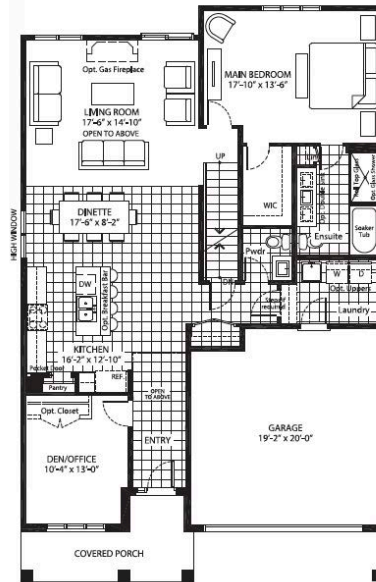 Opt. Gas Fireplace
LIVING ROOM
17'-6" x 14'-10"
OPEN TO ABOVE
MAIN BEDROOM
17'-10" x 13'-6"
UP
WIC
Ensuite
Opt. Glass Shower
Soaker
Tub
HIGH WINDOW
DINETTE
17'-6" x 8'-2"
Pwdr
DW
Opt. Breakfast Bar
W D
Opt. Uppers
Laundry
KITCHEN
16'-2" x 12'-10"
Pocket Door
Pantry
REF.
Opt. Closet
OPEN
TO ABOVE
DEN/OFFICE
10'-4" x 13'-0"
ENTRY
GARAGE
19'-2" x 20'-0"
COVERED PORCH